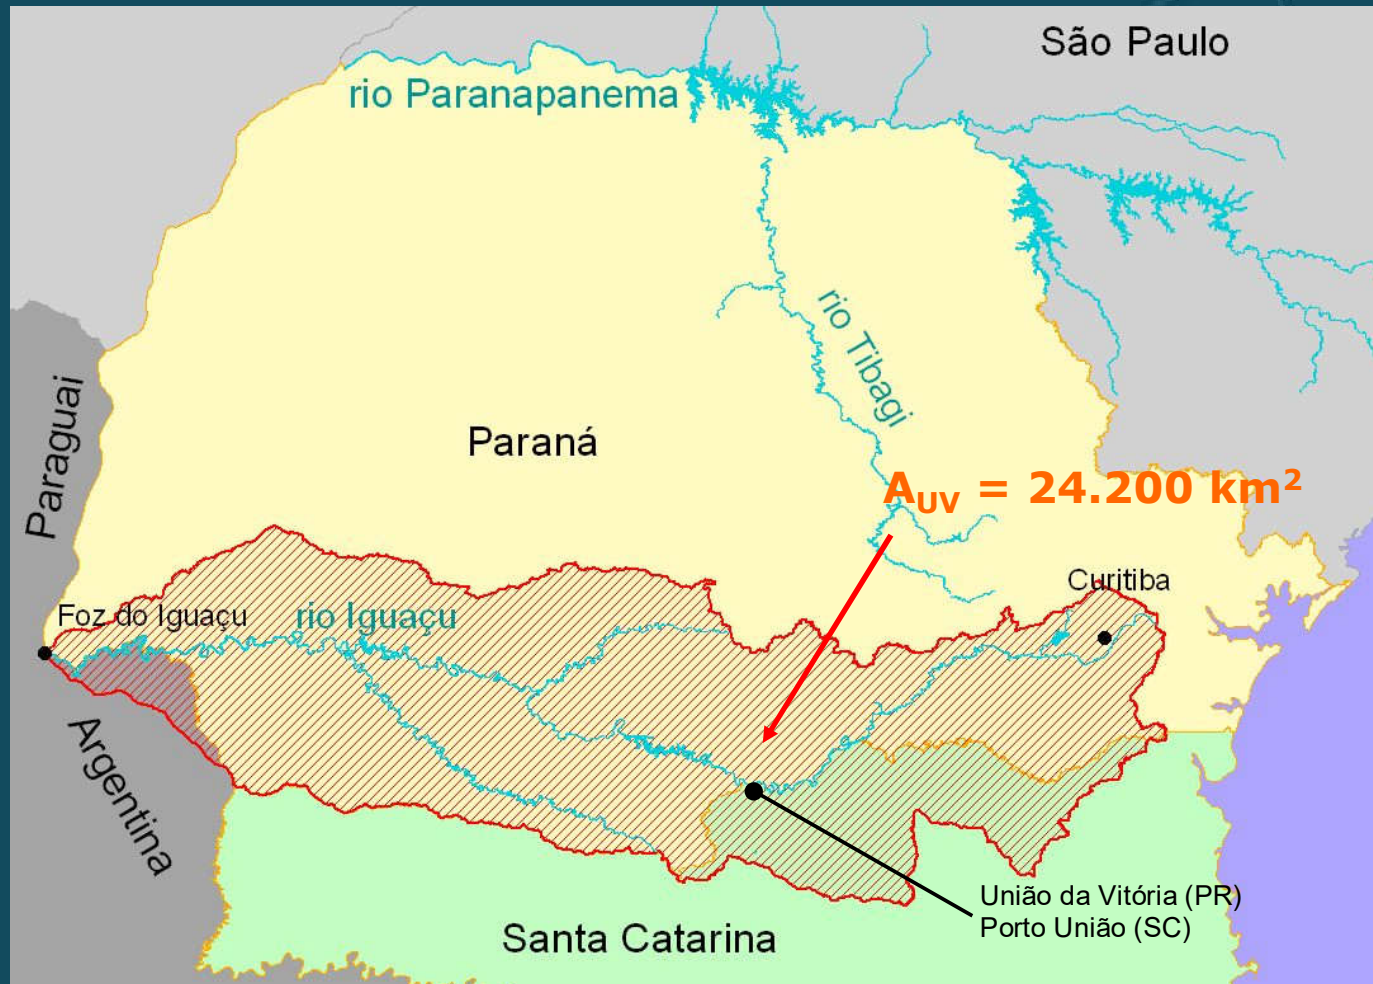 São Paulo
rio Paranapanema
rio Tibagi
Paraguai
Paraná
A_UV = 24.200 km²
Curitiba
Foz do Iguaçu
rio Iguaçu
Argentina
União da Vitória (PR)
Porto União (SC)
Santa Catarina